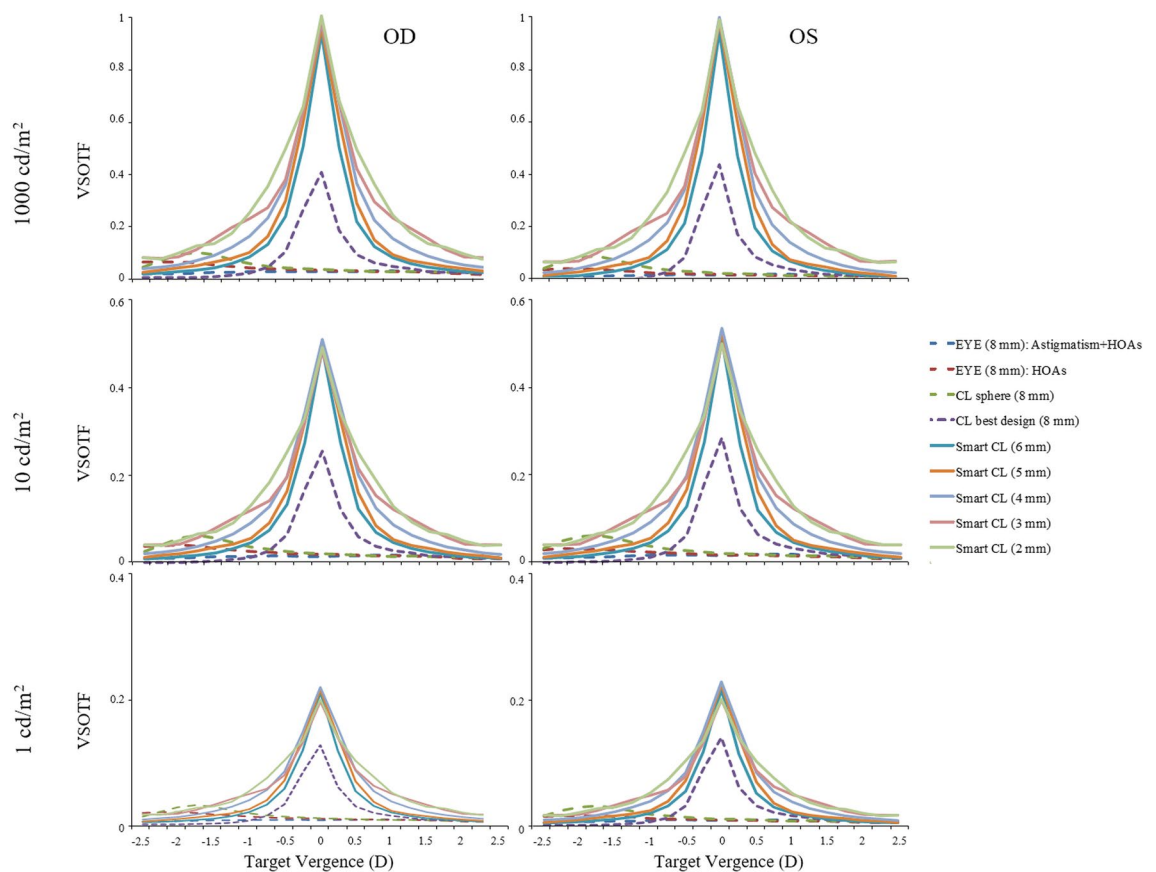 OD
OS
1000 cd/m²
VSOTF
1
0.8
0.6
0.4
0.2
0
1
0.8
0.6
0.4
0.2
0
10 cd/m²
VSOTF
0.6
0.4
0.2
0
0.6
0.4
0.2
0
EYE (8 mm): Astigmatism+HOAs
EYE (8 mm): HOAs
CL sphere (8 mm)
CL best design (8 mm)
Smart CL (6 mm)
Smart CL (5 mm)
Smart CL (4 mm)
Smart CL (3 mm)
Smart CL (2 mm)
1 cd/m²
VSOTF
0.4
0.2
0
0.4
0.2
0
-2.5 -2 -1.5 -1 -0.5 0 0.5 1 1.5 2 2.5
-2.5 -2 -1.5 -1 -0.5 0 0.5 1 1.5 2 2.5
Target Vergence (D)
Target Vergence (D)